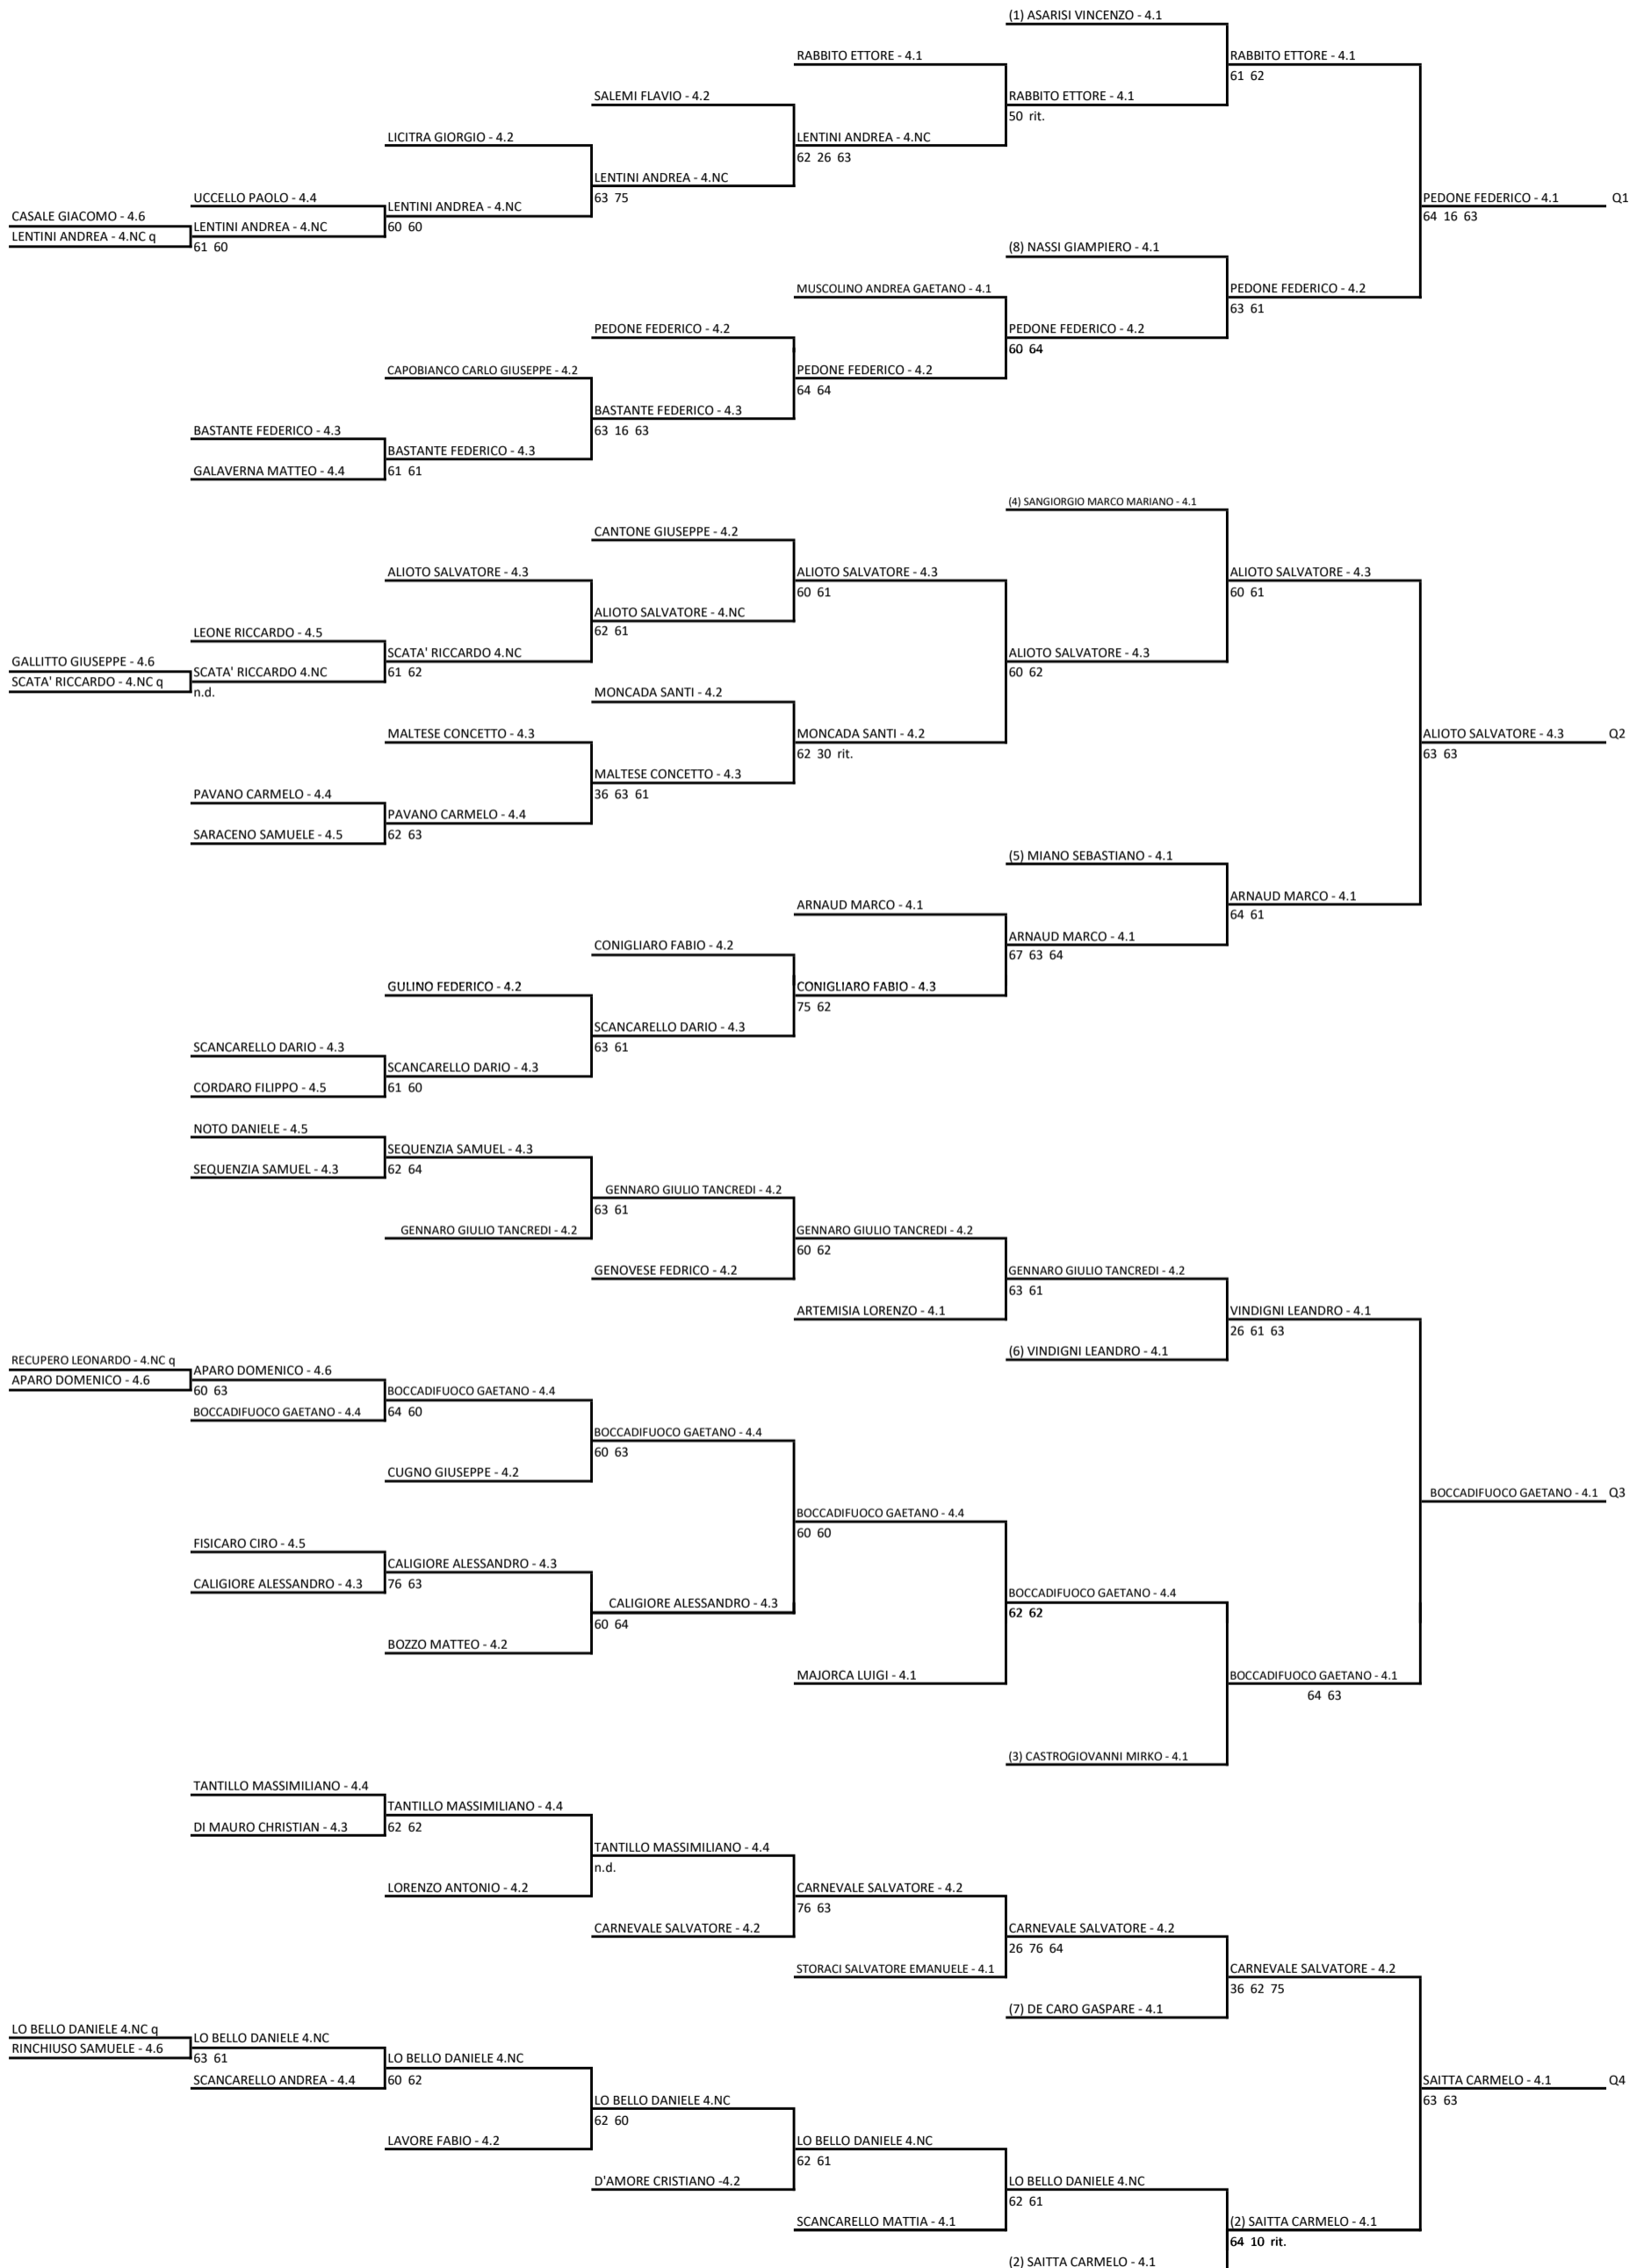 (1) ASARISI VINCENZO - 4.1
RABBITO ETTORE - 4.1
RABBITO ETTORE - 4.1
61 62
SALEMI FLAVIO - 4.2
RABBITO ETTORE - 4.1
50 rit.
LICITRA GIORGIO - 4.2
LENTINI ANDREA - 4.NC
62 26 63
LENTINI ANDREA - 4.NC
63 75
UCCELLO PAOLO - 4.4
LENTINI ANDREA - 4.NC
60 60
PEDONE FEDERICO - 4.1
Q1
64 16 63
CASALE GIACOMO - 4.6
LENTINI ANDREA - 4.NC
LENTINI ANDREA - 4.NC q
61 60
(8) NASSI GIAMPIERO - 4.1
MUSCOLINO ANDREA GAETANO - 4.1
PEDONE FEDERICO - 4.2
63 61
PEDONE FEDERICO - 4.2
PEDONE FEDERICO - 4.2
60 64
CAPOBIANCO CARLO GIUSEPPE - 4.2
PEDONE FEDERICO - 4.2
64 64
BASTANTE FEDERICO - 4.3
63 16 63
BASTANTE FEDERICO - 4.3
BASTANTE FEDERICO - 4.3
GALAVERNA MATTEO - 4.4
61 61
(4) SANGIORGIO MARCO MARIANO - 4.1
CANTONE GIUSEPPE - 4.2
ALIOTO SALVATORE - 4.3
ALIOTO SALVATORE - 4.3
60 61
ALIOTO SALVATORE - 4.3
60 61
ALIOTO SALVATORE - 4.NC
62 61
LEONE RICCARDO - 4.5
SCATA' RICCARDO 4.NC
61 62
ALIOTO SALVATORE - 4.3
60 62
GALLITTO GIUSEPPE - 4.6
SCATA' RICCARDO 4.NC
SCATA' RICCARDO - 4.NC q
n.d.
MONCADA SANTI - 4.2
MALTESE CONCETTO - 4.3
MONCADA SANTI - 4.2
62 30 rit.
ALIOTO SALVATORE - 4.3
Q2
63 63
MALTESE CONCETTO - 4.3
36 63 61
PAVANO CARMELO - 4.4
PAVANO CARMELO - 4.4
SARACENO SAMUELE - 4.5
62 63
(5) MIANO SEBASTIANO - 4.1
ARNAUD MARCO - 4.1
ARNAUD MARCO - 4.1
64 61
CONIGLIARO FABIO - 4.2
ARNAUD MARCO - 4.1
67 63 64
GULINO FEDERICO - 4.2
CONIGLIARO FABIO - 4.3
75 62
SCANCARELLO DARIO - 4.3
63 61
SCANCARELLO DARIO - 4.3
SCANCARELLO DARIO - 4.3
CORDARO FILIPPO - 4.5
61 60
NOTO DANIELE - 4.5
SEQUENZIA SAMUEL - 4.3
SEQUENZIA SAMUEL - 4.3
62 64
GENNARO GIULIO TANCREDI - 4.2
63 61
GENNARO GIULIO TANCREDI - 4.2
GENNARO GIULIO TANCREDI - 4.2
60 62
GENOVESE FEDRICO - 4.2
GENNARO GIULIO TANCREDI - 4.2
63 61
ARTEMISIA LORENZO - 4.1
VINDIGNI LEANDRO - 4.1
26 61 63
(6) VINDIGNI LEANDRO - 4.1
RECUPERO LEONARDO - 4.NC q
APARO DOMENICO - 4.6
APARO DOMENICO - 4.6
60 63
BOCCADIFUOCO GAETANO - 4.4
BOCCADIFUOCO GAETANO - 4.4
64 60
BOCCADIFUOCO GAETANO - 4.4
60 63
CUGNO GIUSEPPE - 4.2
BOCCADIFUOCO GAETANO - 4.1
Q3
BOCCADIFUOCO GAETANO - 4.4
60 60
FISICARO CIRO - 4.5
CALIGIORE ALESSANDRO - 4.3
CALIGIORE ALESSANDRO - 4.3
76 63
BOCCADIFUOCO GAETANO - 4.4
62 62
CALIGIORE ALESSANDRO - 4.3
60 64
BOZZO MATTEO - 4.2
MAJORCA LUIGI - 4.1
BOCCADIFUOCO GAETANO - 4.1
64 63
(3) CASTROGIOVANNI MIRKO - 4.1
TANTILLO MASSIMILIANO - 4.4
TANTILLO MASSIMILIANO - 4.4
DI MAURO CHRISTIAN - 4.3
62 62
TANTILLO MASSIMILIANO - 4.4
n.d.
LORENZO ANTONIO - 4.2
CARNEVALE SALVATORE - 4.2
76 63
CARNEVALE SALVATORE - 4.2
CARNEVALE SALVATORE - 4.2
26 76 64
STORACI SALVATORE EMANUELE - 4.1
CARNEVALE SALVATORE - 4.2
36 62 75
(7) DE CARO GASPARE - 4.1
LO BELLO DANIELE 4.NC q
LO BELLO DANIELE 4.NC
RINCHIUSO SAMUELE - 4.6
63 61
LO BELLO DANIELE 4.NC
SCANCARELLO ANDREA - 4.4
60 62
SAITTA CARMELO - 4.1
Q4
63 63
LO BELLO DANIELE 4.NC
62 60
LAVORE FABIO - 4.2
LO BELLO DANIELE 4.NC
62 61
D'AMORE CRISTIANO -4.2
LO BELLO DANIELE 4.NC
62 61
SCANCARELLO MATTIA - 4.1
(2) SAITTA CARMELO - 4.1
64 10 rit.
(2) SAITTA CARMELO - 4.1